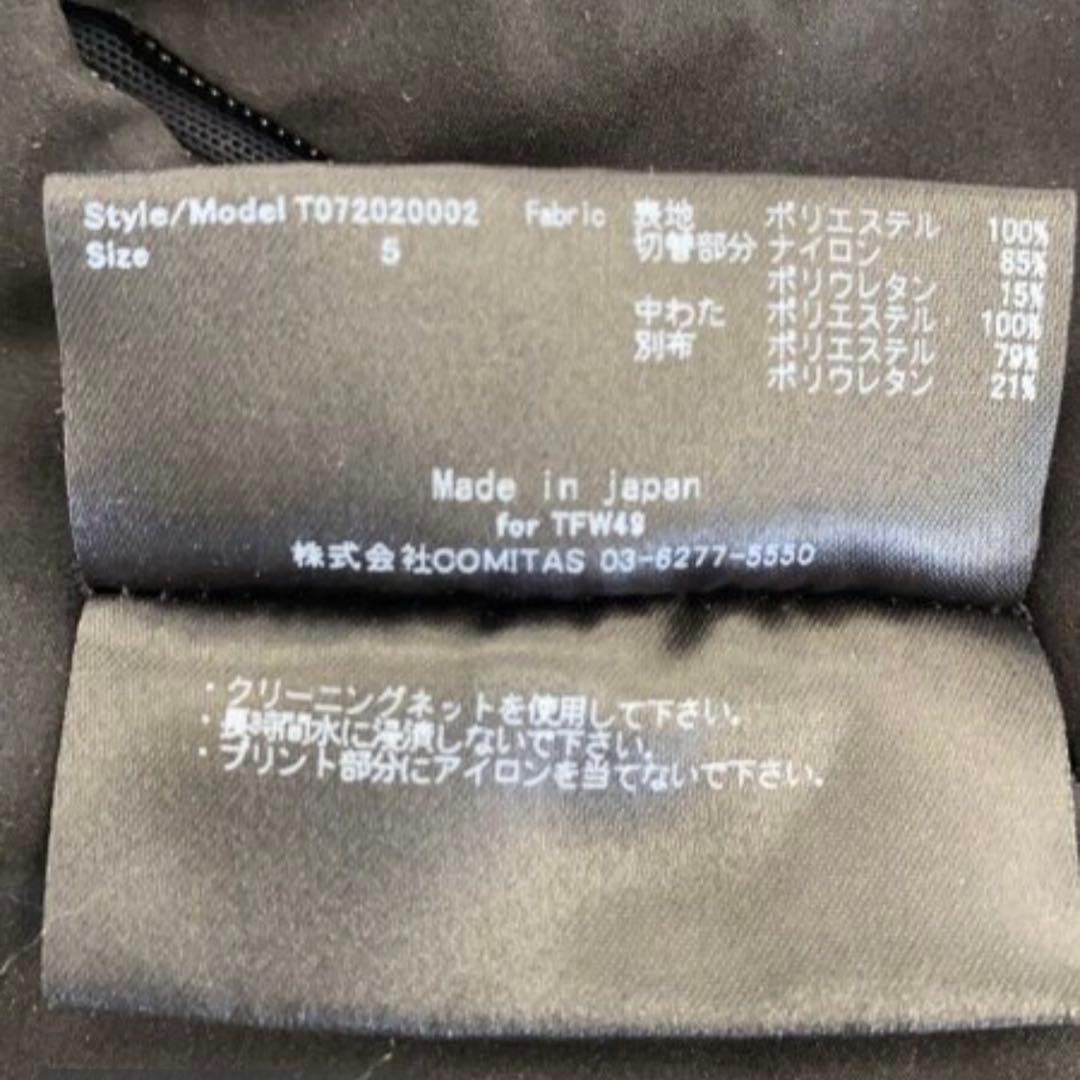 Style/Model T072020002 Fabric 表地 ポリエステル 100%
Size 5 切替部分 ナイロン 85%
ポリウレタン 15%
中わた ポリエステル 100%
別布 ポリエステル 79%
ポリウレタン 21%
Made in japan
for TFW49
株式会社COMITAS 03-6277-5550
・クリーニングネットを使用して下さい。
・長時間水に浸漬しないで下さい。
・プリント部分にアイロンを当てないで下さい。